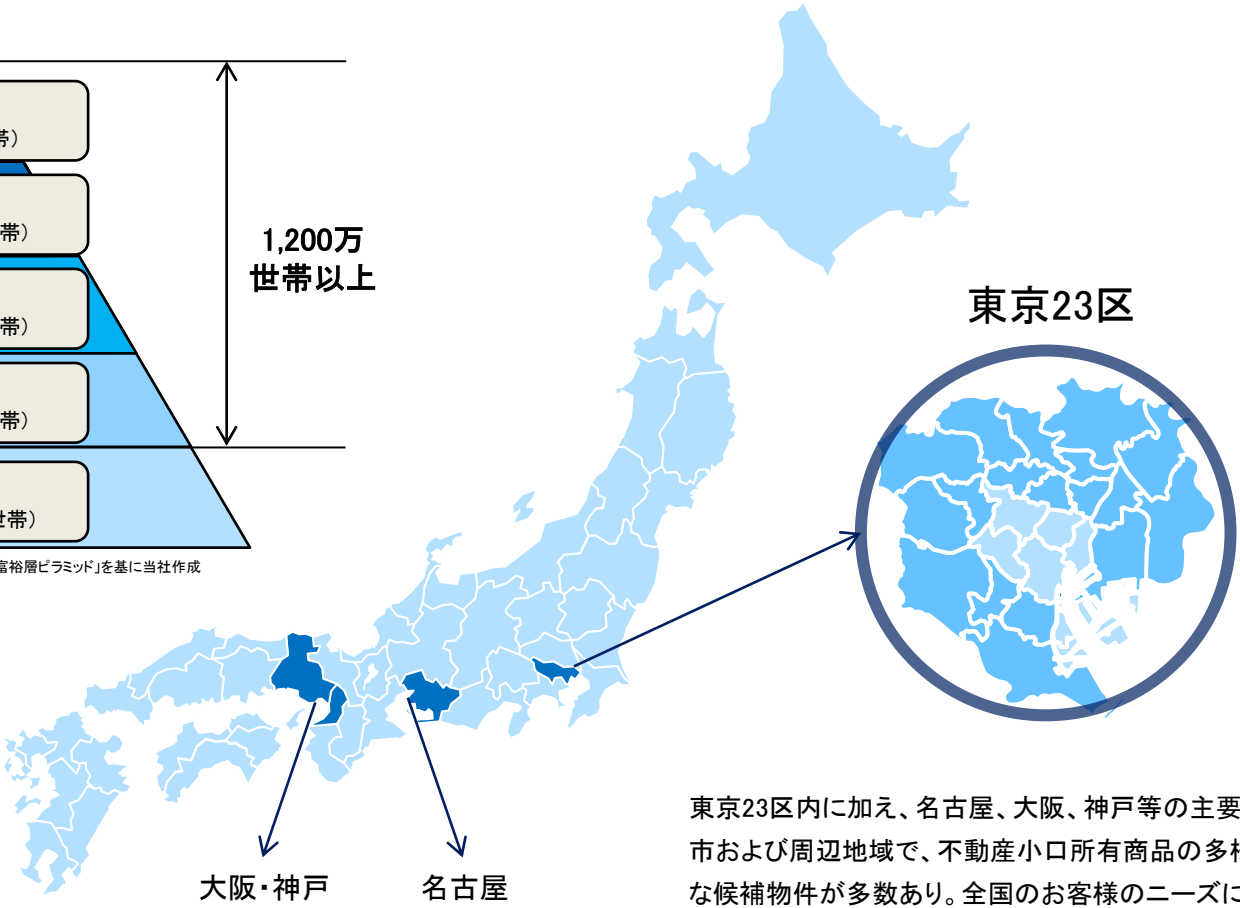 帯）
帯）
帯）
帯）
世帯）
1,200万
世帯以上
富裕層ピラミッド」を基に当社作成
東京23区
大阪・神戸
名古屋
東京23区内に加え、名古屋、大阪、神戸等の主要
市および周辺地域で、不動産小口所有商品の多
な候補物件が多数あり。全国のお客様のニーズに